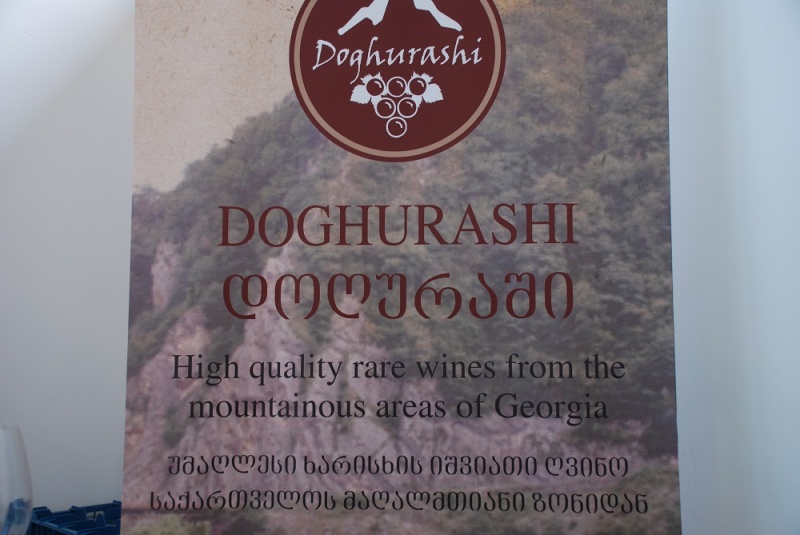 Doghurashi
DOGHURASHI
დოღურაში
High quality rare wines from the
mountainous areas of Georgia
უმაღლესი ხარისხის იშვიათი ღვინო
საქართველოს მაღალმთიანი ზონიდან